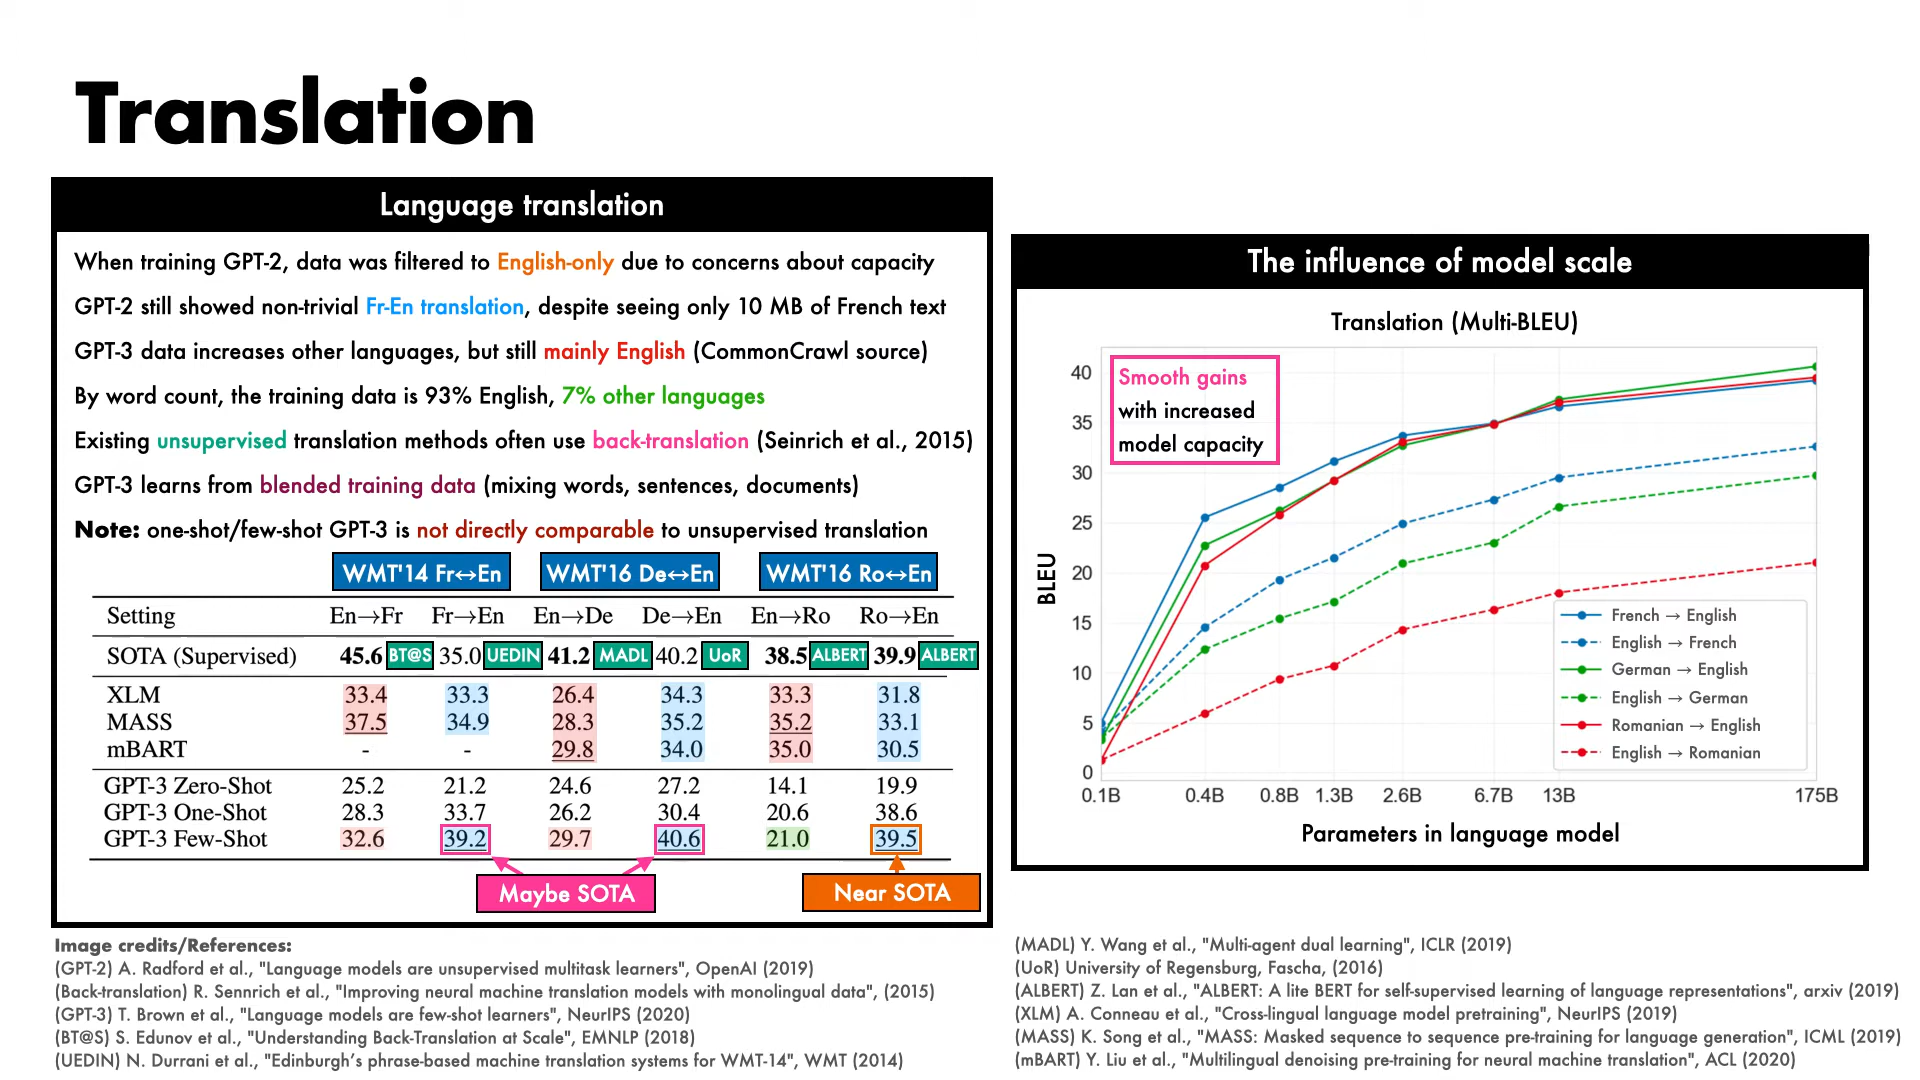 Translation
Language translation
When training GPT-2, data was filtered to English-only due to concerns about capacity
GPT-2 still showed non-trivial Fr-En translation, despite seeing only 10 MB of French text
GPT-3 data increases other languages, but still mainly English (CommonCrawl source)
By word count, the training data is 93% English, 7% other languages
Existing unsupervised translation methods often use back-translation (Seinrich et al., 2015)
GPT-3 learns from blended training data (mixing words, sentences, documents)
Note: one-shot/few-shot GPT-3 is not directly comparable to unsupervised translation
WMT'14 Fr↔En WMT'16 De↔En WMT'16 Ro↔En
Setting En→Fr Fr→En En→De De→En En→Ro Ro→En
SOTA (Supervised) 45.6 BT@S 35.0 UEDIN 41.2 MADL 40.2 UoR 38.5 ALBERT 39.9 ALBERT
XLM 33.4 33.3 26.4 34.3 33.3 31.8
MASS 37.5 34.9 28.3 35.2 35.2 33.1
mBART - - 29.8 34.0 35.0 30.5
GPT-3 Zero-Shot 25.2 21.2 24.6 27.2 14.1 19.9
GPT-3 One-Shot 28.3 33.7 26.2 30.4 20.6 38.6
GPT-3 Few-Shot 32.6 39.2 29.7 40.6 21.0 39.5
Maybe SOTA Near SOTA
The influence of model scale
Translation (Multi-BLEU)
Smooth gains
with increased
model capacity
BLEU
40
35
30
25
20
15
10
5
0
French → English
English → French
German → English
English → German
Romanian → English
English → Romanian
0.1B 0.4B 0.8B 1.3B 2.6B 6.7B 13B 175B
Parameters in language model
Image credits/References:
(GPT-2) A. Radford et al., "Language models are unsupervised multitask learners", OpenAI (2019)
(Back-translation) R. Sennrich et al., "Improving neural machine translation models with monolingual data", (2015)
(GPT-3) T. Brown et al., "Language models are few-shot learners", NeurIPS (2020)
(BT@S) S. Edunov et al., "Understanding Back-Translation at Scale", EMNLP (2018)
(UEDIN) N. Durrani et al., "Edinburgh's phrase-based machine translation systems for WMT-14", WMT (2014)
(MADL) Y. Wang et al., "Multi-agent dual learning", ICLR (2019)
(UoR) University of Regensburg, Fascha, (2016)
(ALBERT) Z. Lan et al., "ALBERT: A lite BERT for self-supervised learning of language representations", arxiv (2019)
(XLM) A. Conneau et al., "Cross-lingual language model pretraining", NeurIPS (2019)
(MASS) K. Song et al., "MASS: Masked sequence to sequence pre-training for language generation", ICML (2019)
(mBART) Y. Liu et al., "Multilingual denoising pre-training for neural machine translation", ACL (2020)